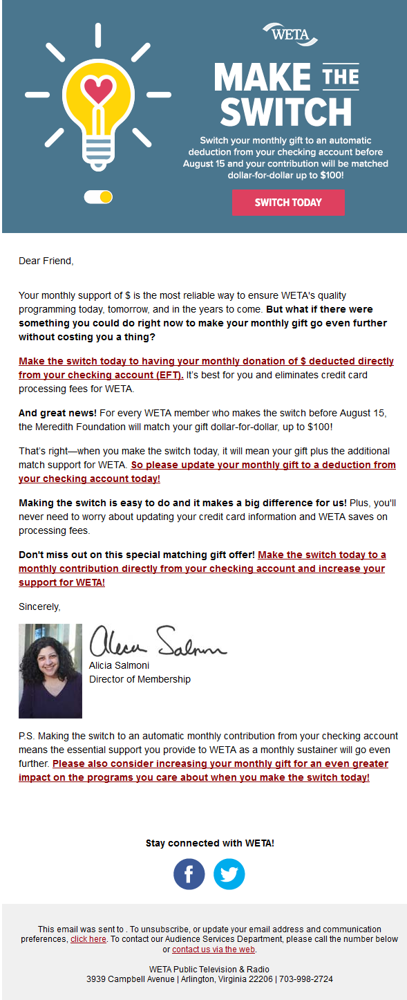 WETA
MAKE THE
SWITCH
Switch your monthly gift to an automatic
deduction from your checking account before
August 15 and your contribution will be matched
dollar-for-dollar up to $100!
SWITCH TODAY
Dear Friend,
Your monthly support of $ is the most reliable way to ensure WETA's quality
programming today, tomorrow, and in the years to come. But what if there were
something you could do right now to make your monthly gift go even further
without costing you a thing?
Make the switch today to having your monthly donation of $ deducted directly
from your checking account (EFT). It's best for you and eliminates credit card
processing fees for WETA.
And great news! For every WETA member who makes the switch before August 15,
the Meredith Foundation will match your gift dollar-for-dollar, up to $100!
That's right—when you make the switch today, it will mean your gift plus the additional
match support for WETA. So please update your monthly gift to a deduction from
your checking account today!
Making the switch is easy to do and it makes a big difference for us! Plus, you'll
never need to worry about updating your credit card information and WETA saves on
processing fees.
Don't miss out on this special matching gift offer! Make the switch today to a
monthly contribution directly from your checking account and increase your
support for WETA!
Sincerely,
Alicia Salmoni
Director of Membership
P.S. Making the switch to an automatic monthly contribution from your checking account
means the essential support you provide to WETA as a monthly sustainer will go even
further. Please also consider increasing your monthly gift for an even greater
impact on the programs you care about when you make the switch today!
Stay connected with WETA!
This email was sent to . To unsubscribe, or update your email address and communication
preferences, click here. To contact our Audience Services Department, please call the number below
or contact us via the web.
WETA Public Television & Radio
3939 Campbell Avenue | Arlington, Virginia 22206 | 703-998-2724